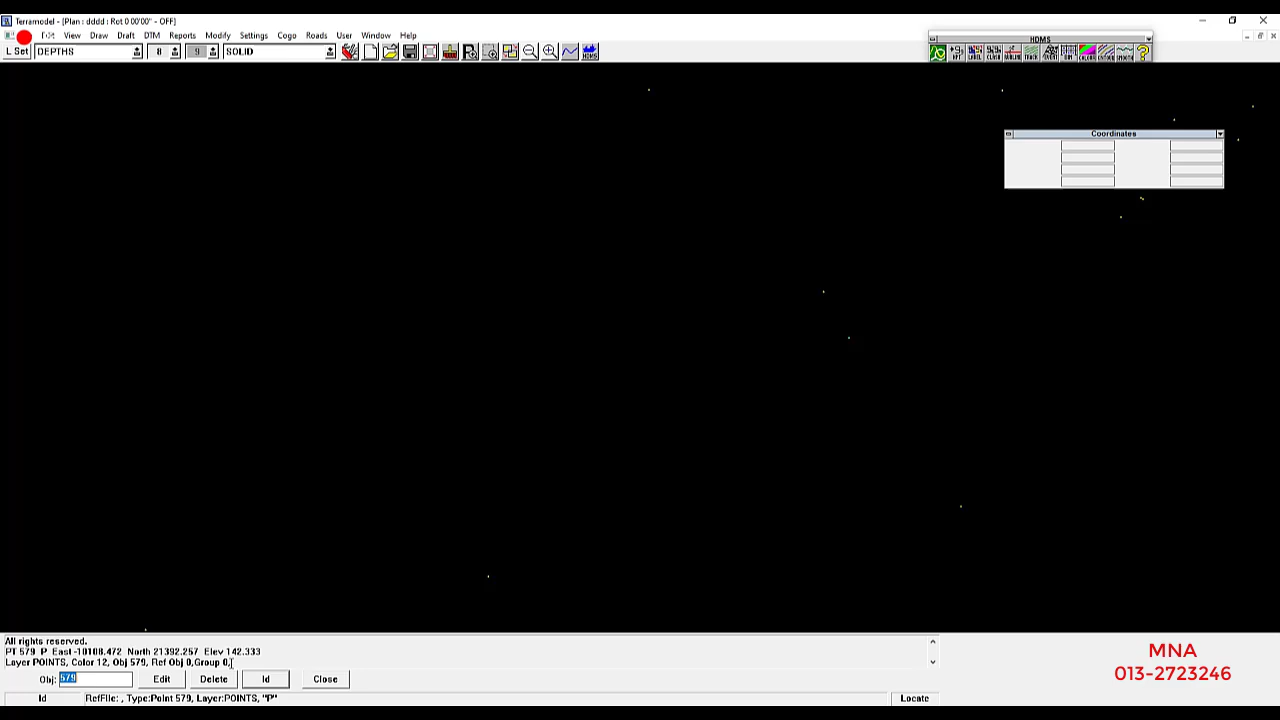 Terramodel - [Plan : dddd : Rot 0 00'00" - OFF]
Edit View Draw Draft DTM Reports Modify Settings Cogo Roads User Window Help
L Set DEPTHS 8 9 SOLID
HDMS
Coordinates
All rights reserved.
PT 579 P East -10108.472 North 21392.257 Elev 142.333
Layer POINTS, Color 12, Obj 579, Ref Obj 0,Group 0,
Obj: 579 Edit Delete Id Close
Id RefFile: , Type:Point 579, Layer:POINTS, "P" Locate
MNA
013-2723246